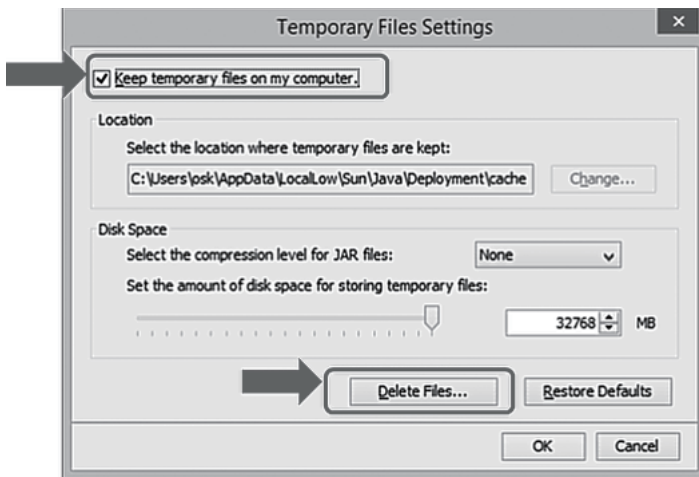 Temporary Files Settings
Keep temporary files on my computer.
Location
Select the location where temporary files are kept:
C:\Users\osk\AppData\LocalLow\Sun\Java\Deployment\cache
Change...
Disk Space
Select the compression level for JAR files:
None
Set the amount of disk space for storing temporary files:
32768
MB
Delete Files...
Restore Defaults
OK
Cancel